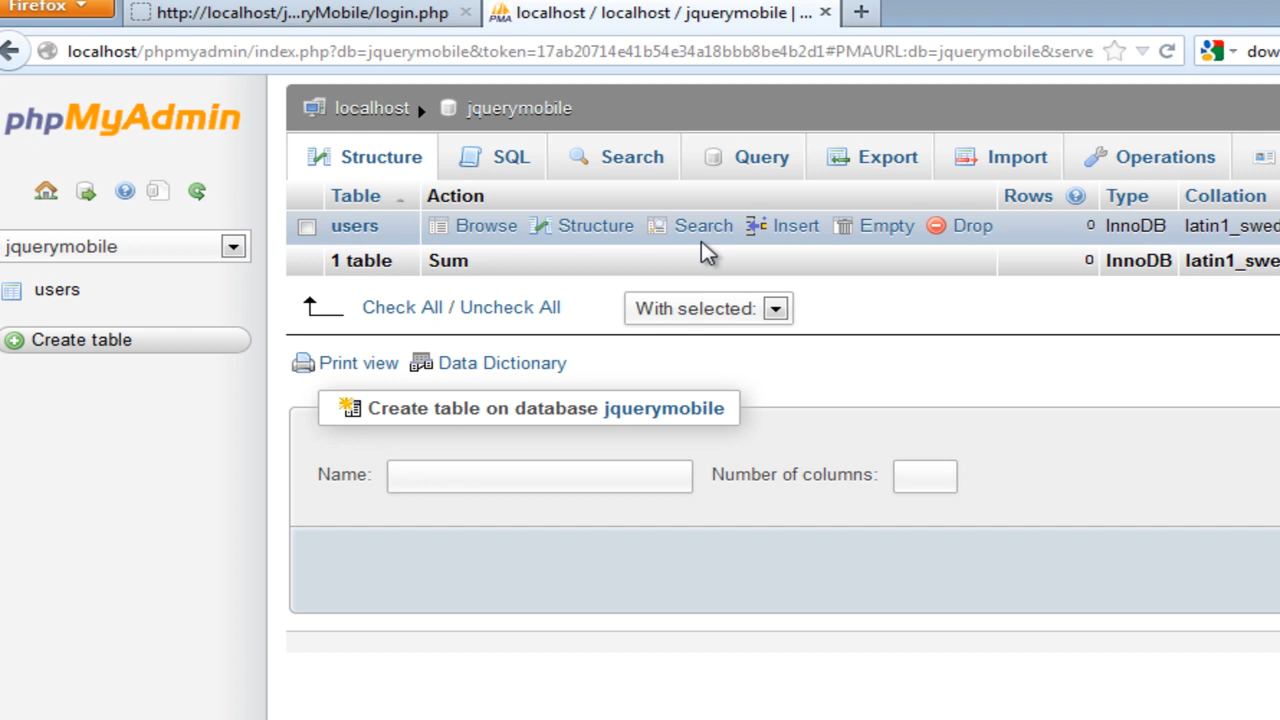 Firefox
http://localhost/j...ryMobile/login.php
localhost / localhost / jquerymobile | ...
localhost/phpmyadmin/index.php?db=jquerymobile&token=17ab20714e41b54e34a18bbb8be4b2d1#PMAURL:db=jquerymobile&serve
dow
phpMyAdmin
localhost
jquerymobile
Structure
SQL
Search
Query
Export
Import
Operations
Table Action Rows Type Collation
users Browse Structure Search Insert Empty Drop 0 InnoDB latin1_swed
1 table Sum 0 InnoDB latin1_swe
jquerymobile
users
Create table
Check All / Uncheck All
With selected:
Print view
Data Dictionary
Create table on database jquerymobile
Name:
Number of columns: